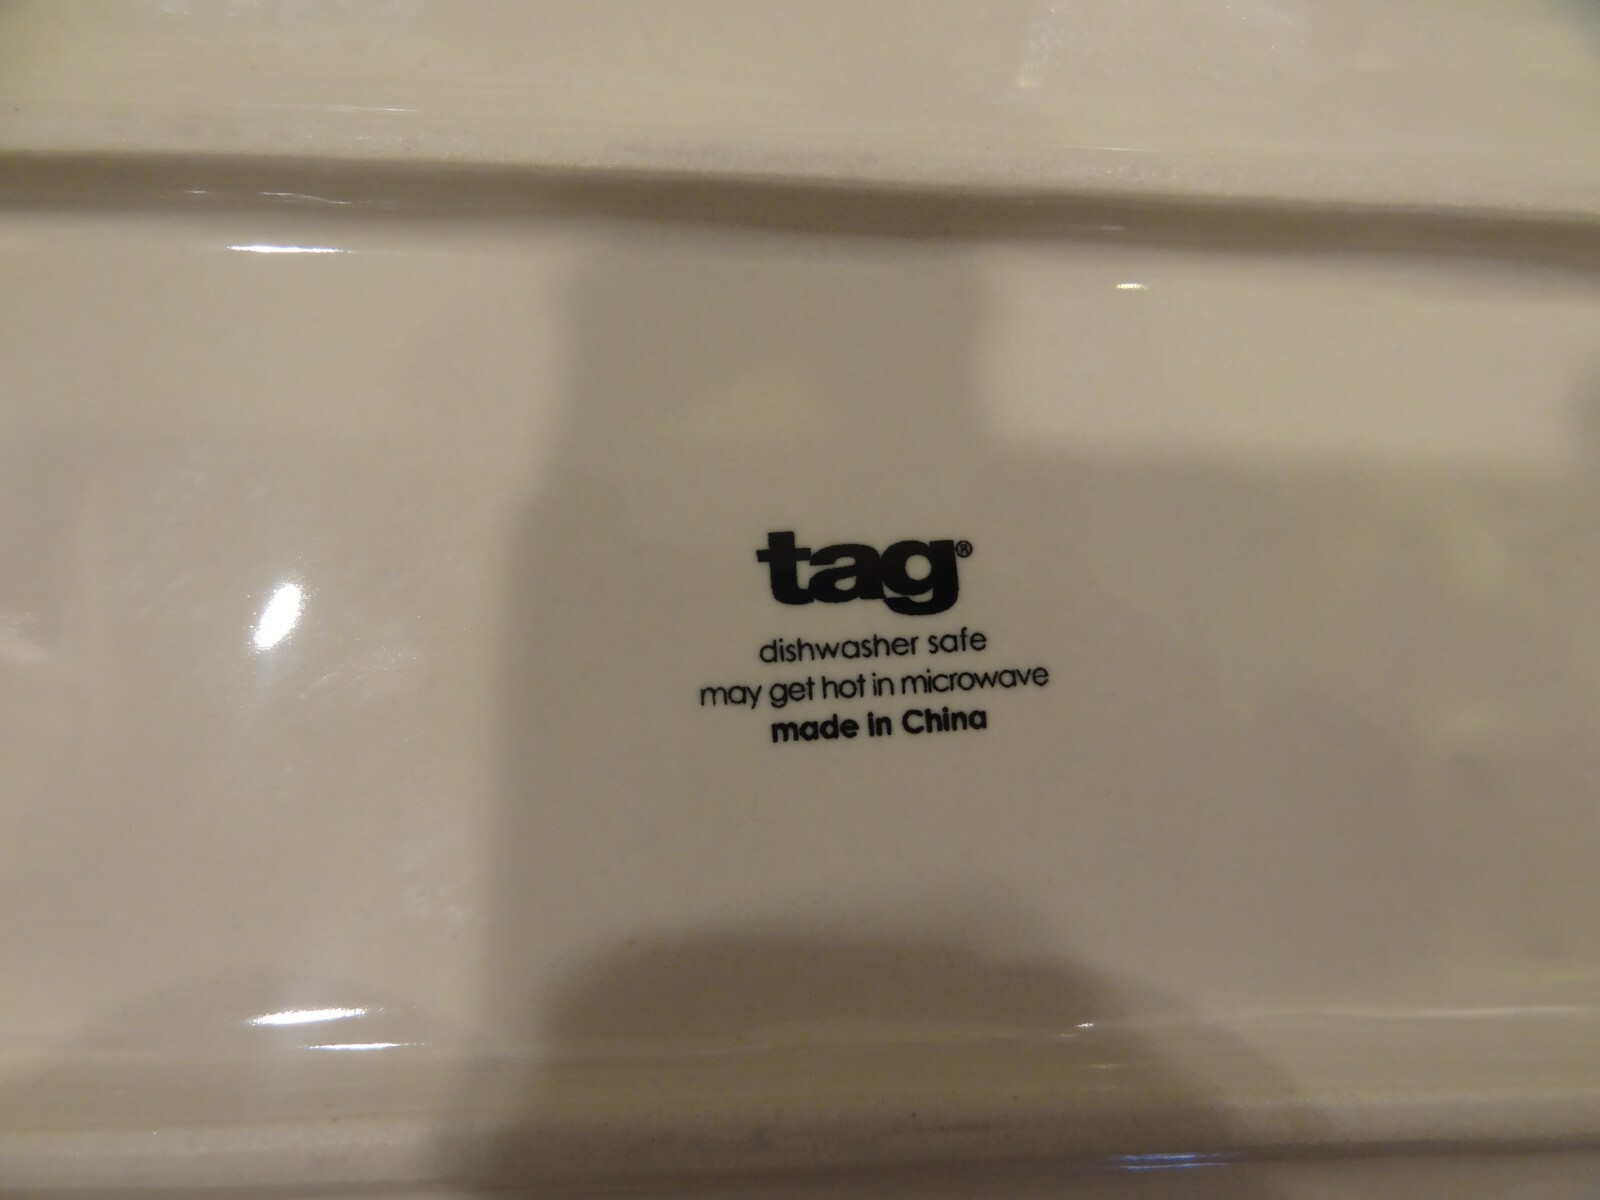 tag®
dishwasher safe
may get hot in microwave
made in China